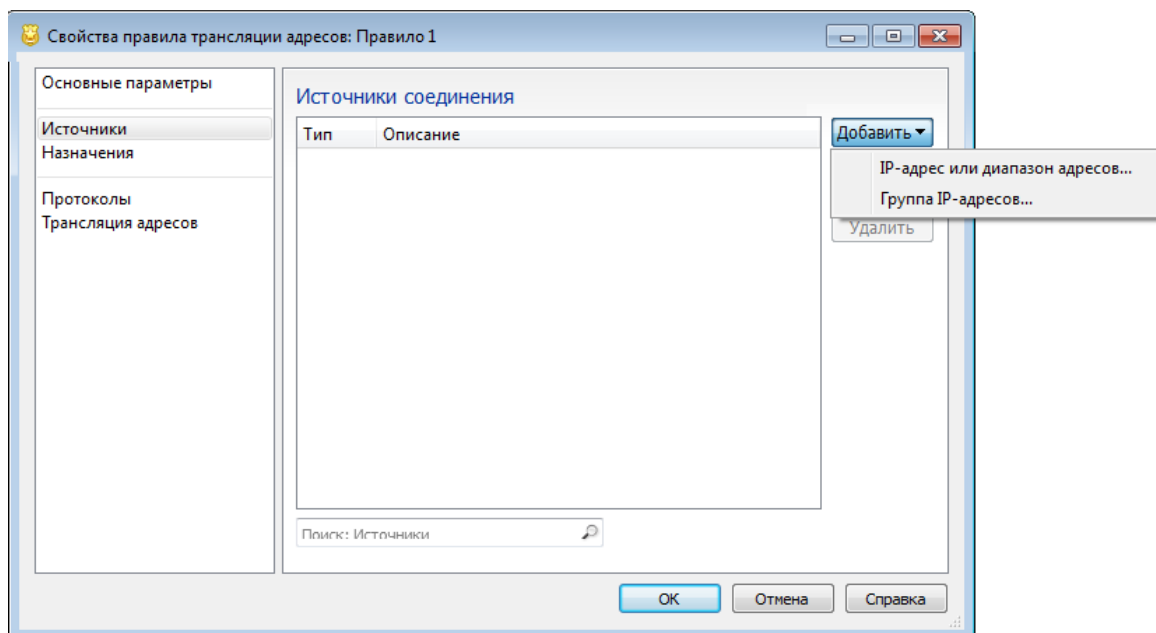 Свойства правила трансляции адресов: Правило 1
Основные параметры
Источники
Назначения
Протоколы
Трансляция адресов
Источники соединения
Тип Описание
Добавить
IP-адрес или диапазон адресов...
Группа IP-адресов...
Удалить
Поиск: Источники
OK Отмена Справка